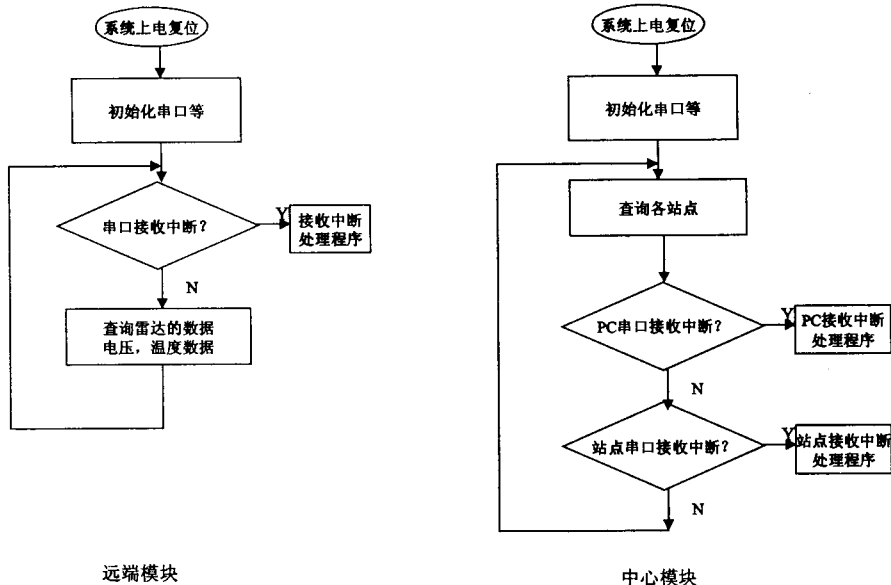 系统上电复位
初始化串口等
串口接收中断？
Y
接收中断
处理程序
N
查询雷达的数据
电压，温度数据
远端模块
系统上电复位
初始化串口等
查询各站点
PC串口接收中断？
Y
PC接收中断
处理程序
N
站点串口接收中断？
Y
站点接收中断
处理程序
N
中心模块